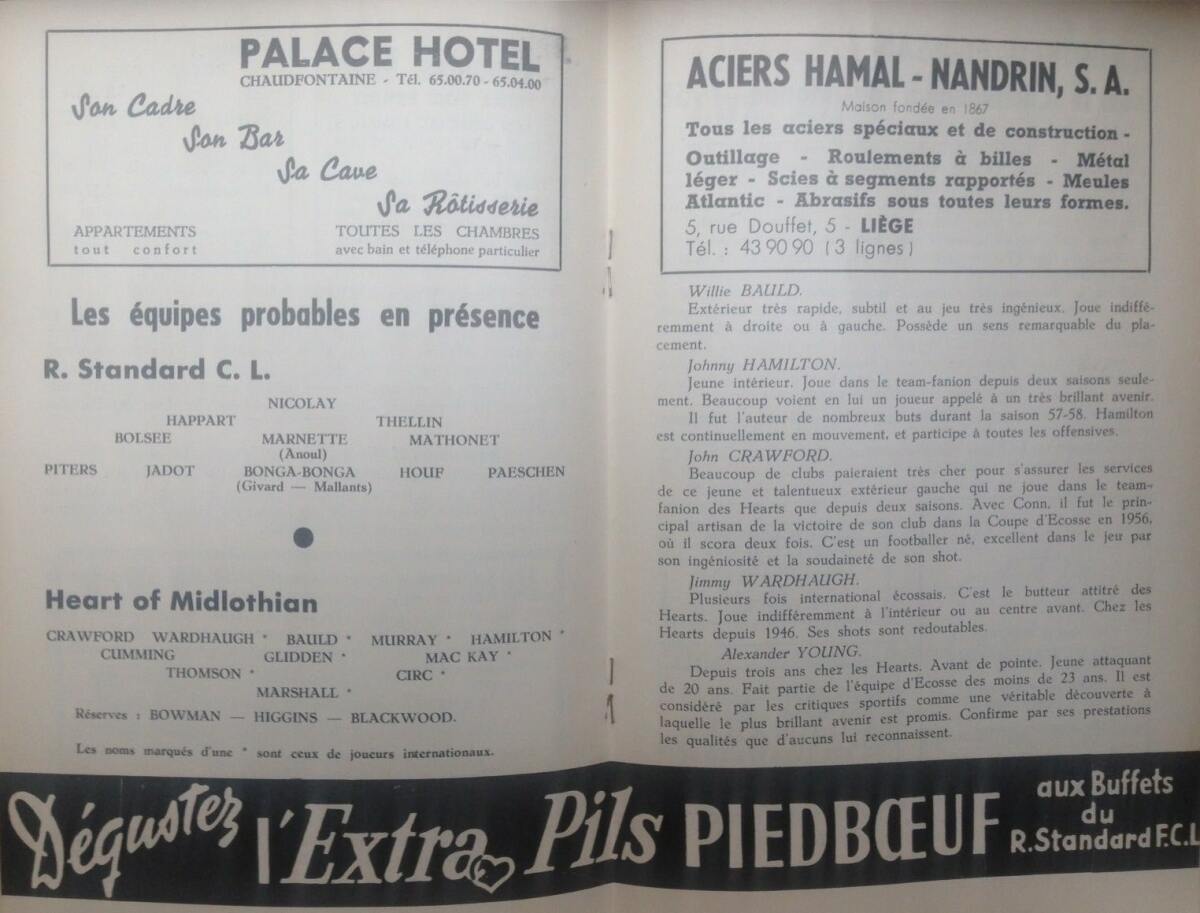 PALACE HOTEL
CHAUDFONTAINE - Tél. 65.00.70 - 65.04.00
Son Cadre
Son Bar
Sa Cave
Sa Rôtisserie
APPARTEMENTS TOUTES LES CHAMBRES
tout confort avec bain et téléphone particulier
Les équipes probables en présence
R. Standard C. L.
NICOLAY
HAPPART THELLIN
BOLSEE MARNETTE MATHONET
(Anoul)
PITERS JADOT BONGA-BONGA HOUF PAESCHEN
(Givard — Mallants)
Heart of Midlothian
CRAWFORD WARDHAUGH * BAULD * MURRAY * HAMILTON *
CUMMING GLIDDEN * MAC KAY *
THOMSON * CIRC *
MARSHALL *
Réserves : BOWMAN — HIGGINS — BLACKWOOD.
Les noms marqués d'une * sont ceux de joueurs internationaux.
ACIERS HAMAL - NANDRIN, S. A.
Maison fondée en 1867
Tous les aciers spéciaux et de construction -
Outillage - Roulements à billes - Métal
léger - Scies à segments rapportés - Meules
Atlantic - Abrasifs sous toutes leurs formes.
5, rue Douffet, 5 - LIÈGE
Tél. : 43 90 90 ( 3 lignes )
Willie BAULD.
Extérieur très rapide, subtil et au jeu très ingénieux. Joue indiffé-
remment à droite ou à gauche. Possède un sens remarquable du pla-
cement.
Johnny HAMILTON.
Jeune intérieur. Joue dans le team-fanion depuis deux saisons seule-
ment. Beaucoup voient en lui un joueur appelé à un très brillant avenir.
Il fut l'auteur de nombreux buts durant la saison 57-58. Hamilton
est continuellement en mouvement, et participe à toutes les offensives.
John CRAWFORD.
Beaucoup de clubs paieraient très cher pour s'assurer les services
de ce jeune et talentueux extérieur gauche qui ne joue dans le team-
fanion des Hearts que depuis deux saisons. Avec Conn, il fut le prin-
cipal artisan de la victoire de son club dans la Coupe d'Ecosse en 1956,
où il scora deux fois. C'est un footballer né, excellent dans le jeu par
son ingéniosité et la soudaineté de son shot.
Jimmy WARDHAUGH.
Plusieurs fois international écossais. C'est le butteur attitré des
Hearts. Joue indifféremment à l'intérieur ou au centre avant. Chez les
Hearts depuis 1946. Ses shots sont redoutables.
Alexander YOUNG.
Depuis trois ans chez les Hearts. Avant de pointe. Jeune attaquant
de 20 ans. Fait partie de l'équipe d'Ecosse des moins de 23 ans. Il est
considéré par les critiques sportifs comme une véritable découverte à
laquelle le plus brillant avenir est promis. Confirme par ses prestations
les qualités que d'aucuns lui reconnaissent.
Dégustez l'Extra Pils PIEDBŒUF
aux Buffets
du
R.Standard F.C.L